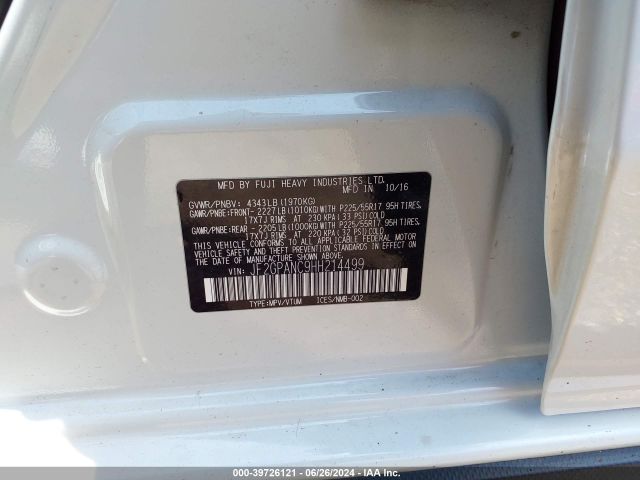 MFD BY FUJI HEAVY INDUSTRIES LTD.
MFD. IN 10/16
GVWR/PNBV: 4343LB (1970KG)
GAWR/PNBE:FRONT- 2227LB(1010KG)WITH P225/55R17 95H TIRES,
17X7J RIMS, AT 230 KPA(33 PSI)COLD
GAWR/PNBE:REAR - 2205LB(1000KG)WITH P225/55R17 95H TIRES,
17X7J RIMS, AT 220 KPA(32 PSI)COLD
THIS VEHICLE CONFORMS TO ALL APPLICABLE FEDERAL MOTOR
VEHICLE SAFETY, BUMPER, AND THEFT PREVENTION STANDARDS IN
EFFECT ON THE DATE OF MANUFACTURE SHOWN ABOVE.
VIN: JF2GPANC9HH214499
TYPE:MPV/VTUM ICES/NMB-002
000-39726121 - 06/26/2024 - IAA Inc.